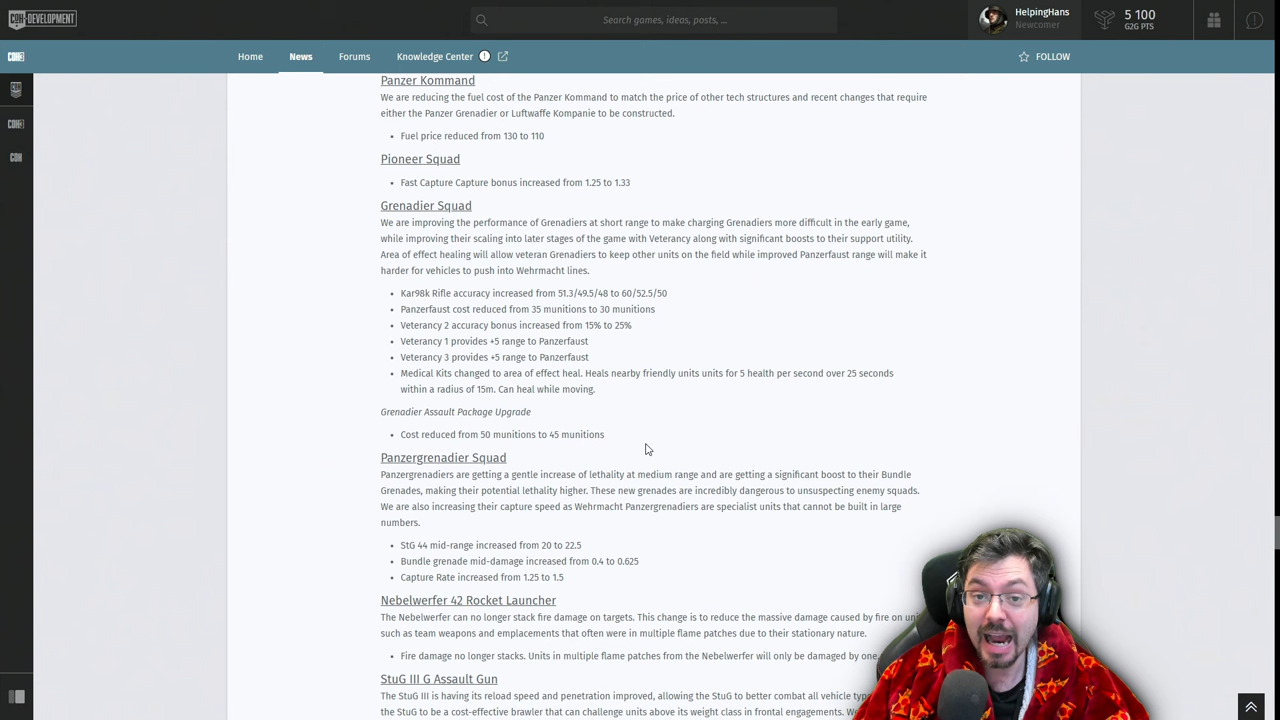 COH-DEVELOPMENT
Search games, ideas, posts, ...
HelpingHans
Newcomer
5 100
G2G PTS
Home
News
Forums
Knowledge Center
FOLLOW
Panzer Kommand
We are reducing the fuel cost of the Panzer Kommand to match the price of other tech structures and recent changes that require
either the Panzer Grenadier or Luftwaffe Kompanie to be constructed.
• Fuel price reduced from 130 to 110
Pioneer Squad
• Fast Capture Capture bonus increased from 1.25 to 1.33
Grenadier Squad
We are improving the performance of Grenadiers at short range to make charging Grenadiers more difficult in the early game,
while improving their scaling into later stages of the game with Veterancy along with significant boosts to their support utility.
Area of effect healing will allow veteran Grenadiers to keep other units on the field while improved Panzerfaust range will make it
harder for vehicles to push into Wehrmacht lines.
• Kar98k Rifle accuracy increased from 51.3/49.5/48 to 60/52.5/50
• Panzerfaust cost reduced from 35 munitions to 30 munitions
• Veterancy 2 accuracy bonus increased from 15% to 25%
• Veterancy 1 provides +5 range to Panzerfaust
• Veterancy 3 provides +5 range to Panzerfaust
• Medical Kits changed to area of effect heal. Heals nearby friendly units units for 5 health per second over 25 seconds
within a radius of 15m. Can heal while moving.
Grenadier Assault Package Upgrade
• Cost reduced from 50 munitions to 45 munitions
Panzergrenadier Squad
Panzergrenadiers are getting a gentle increase of lethality at medium range and are getting a significant boost to their Bundle
Grenades, making their potential lethality higher. These new grenades are incredibly dangerous to unsuspecting enemy squads.
We are also increasing their capture speed as Wehrmacht Panzergrenadiers are specialist units that cannot be built in large
numbers.
• StG 44 mid-range increased from 20 to 22.5
• Bundle grenade mid-damage increased from 0.4 to 0.625
• Capture Rate increased from 1.25 to 1.5
Nebelwerfer 42 Rocket Launcher
The Nebelwerfer can no longer stack fire damage on targets. This change is to reduce the massive damage caused by fire on
such as team weapons and emplacements that often were in multiple flame patches due to their stationary nature.
• Fire damage no longer stacks. Units in multiple flame patches from the Nebelwerfer will only be damaged by one
StuG III G Assault Gun
The StuG III is having its reload speed and penetration improved, allowing the StuG to better combat all vehicle
the StuG to be a cost-effective brawler that can challenge units above its weight class in frontal engagements.